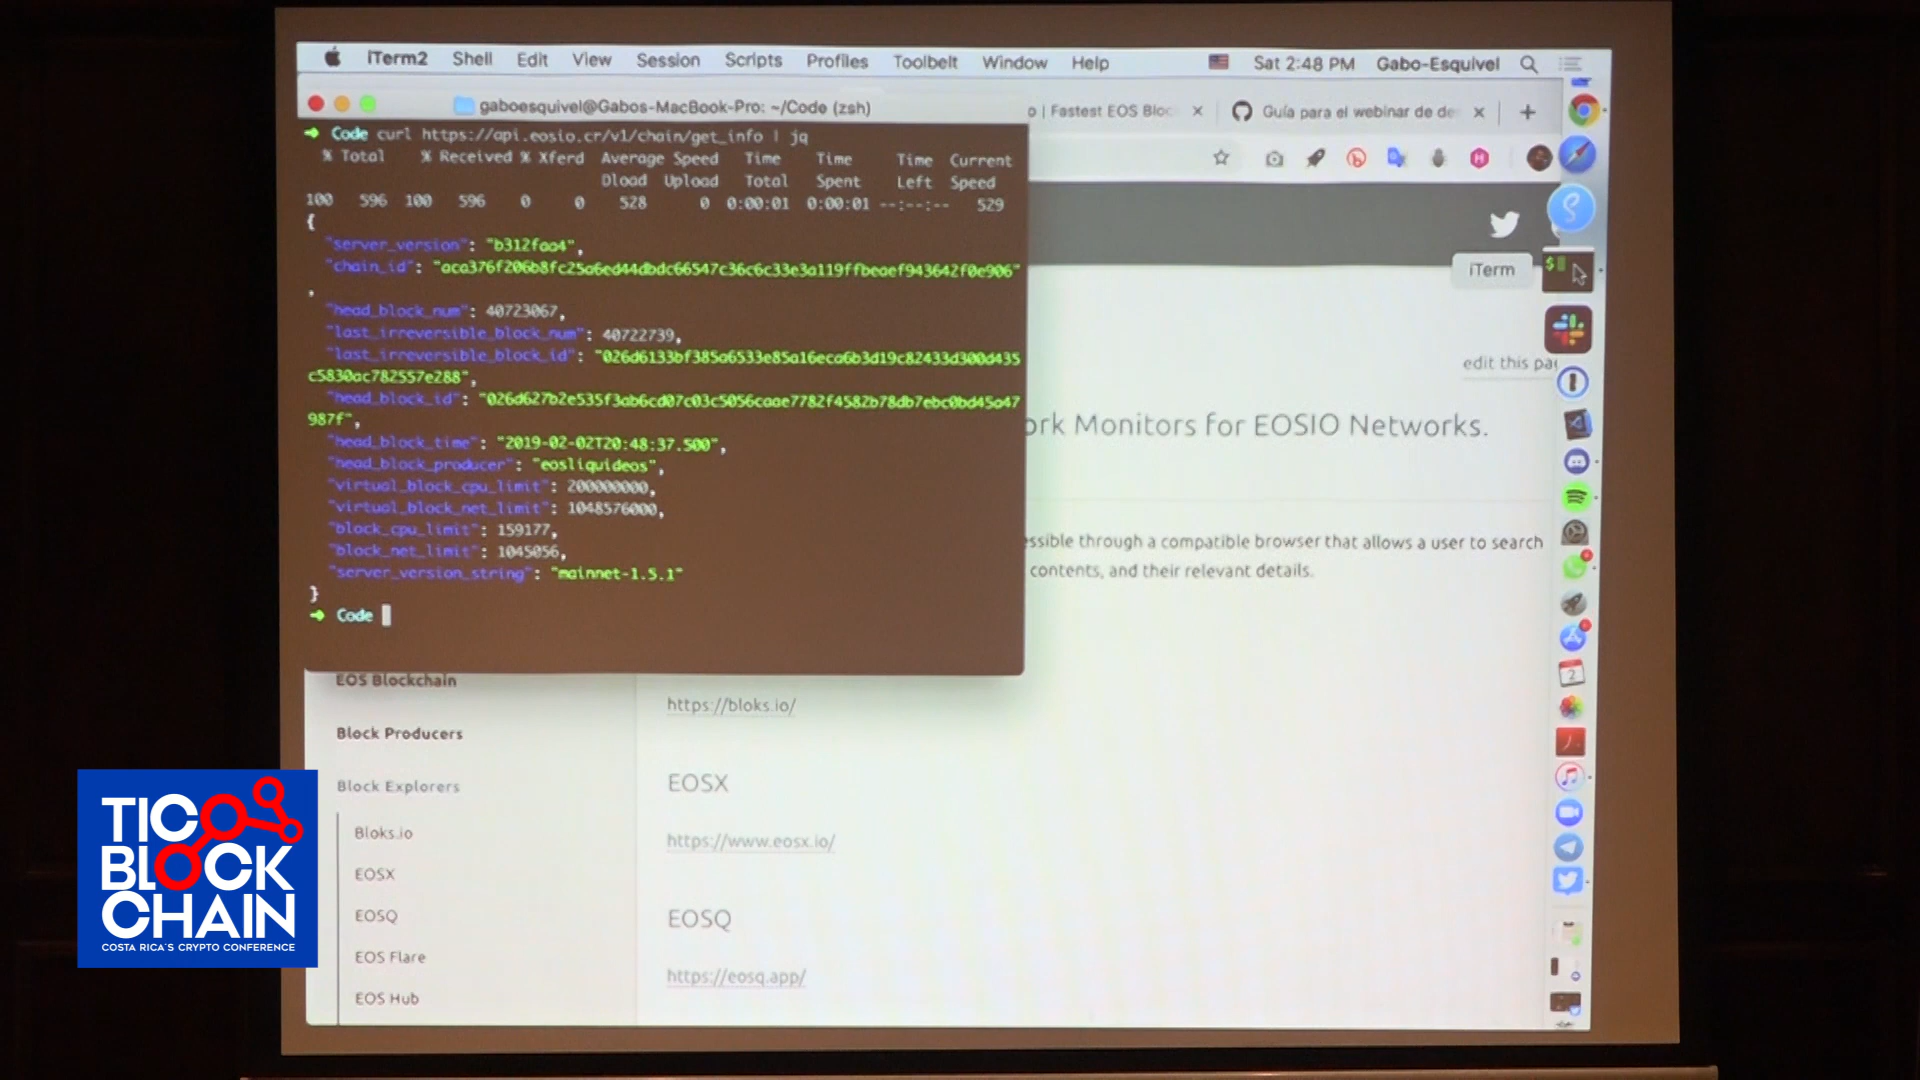 iTerm2 Shell Edit View Session Scripts Profiles Toolbelt Window Help Sat 2:48 PM Gabo-Esquivel
gaboesquivel@Gabos-MacBook-Pro: ~/Code (zsh)
o | Fastest EOS Bloc × Guía para el webinar de de × +
→ Code curl https://api.eosio.cr/v1/chain/get_info | jq
% Total % Received % Xferd Average Speed Time Time Time Current
Dload Upload Total Spent Left Speed
100 596 100 596 0 0 528 0 0:00:01 0:00:01 --:--:-- 529
{
"server_version": "b312faa4",
"chain_id": "aca376f206b8fc25a6ed44dbdc66547c36c6c33e3a119ffbeaef943642f0e906"
,
"head_block_num": 40723067,
"last_irreversible_block_num": 40722739,
"last_irreversible_block_id": "026d6133bf385a6533e85a16eca6b3d19c82433d300d435
c5830ac782557e288",
"head_block_id": "026d627b2e535f3ab6cd07c03c5056caae7782f4582b78db7ebc0bd45a47
987f",
"head_block_time": "2019-02-02T20:48:37.500",
"head_block_producer": "eosliquideos",
"virtual_block_cpu_limit": 200000000,
"virtual_block_net_limit": 1048576000,
"block_cpu_limit": 159177,
"block_net_limit": 1045056,
"server_version_string": "mainnet-1.5.1"
}
→ Code
iTerm
edit this pa
ork Monitors for EOSIO Networks.
ssible through a compatible browser that allows a user to search
contents, and their relevant details.
EOS Blockchain
Block Producers
Block Explorers
Bloks.io
EOSX
EOSQ
EOS Flare
EOS Hub
https://bloks.io/
EOSX
https://www.eosx.io/
EOSQ
https://eosq.app/
TICO
BLOCK
CHAIN
COSTA RICA'S CRYPTO CONFERENCE